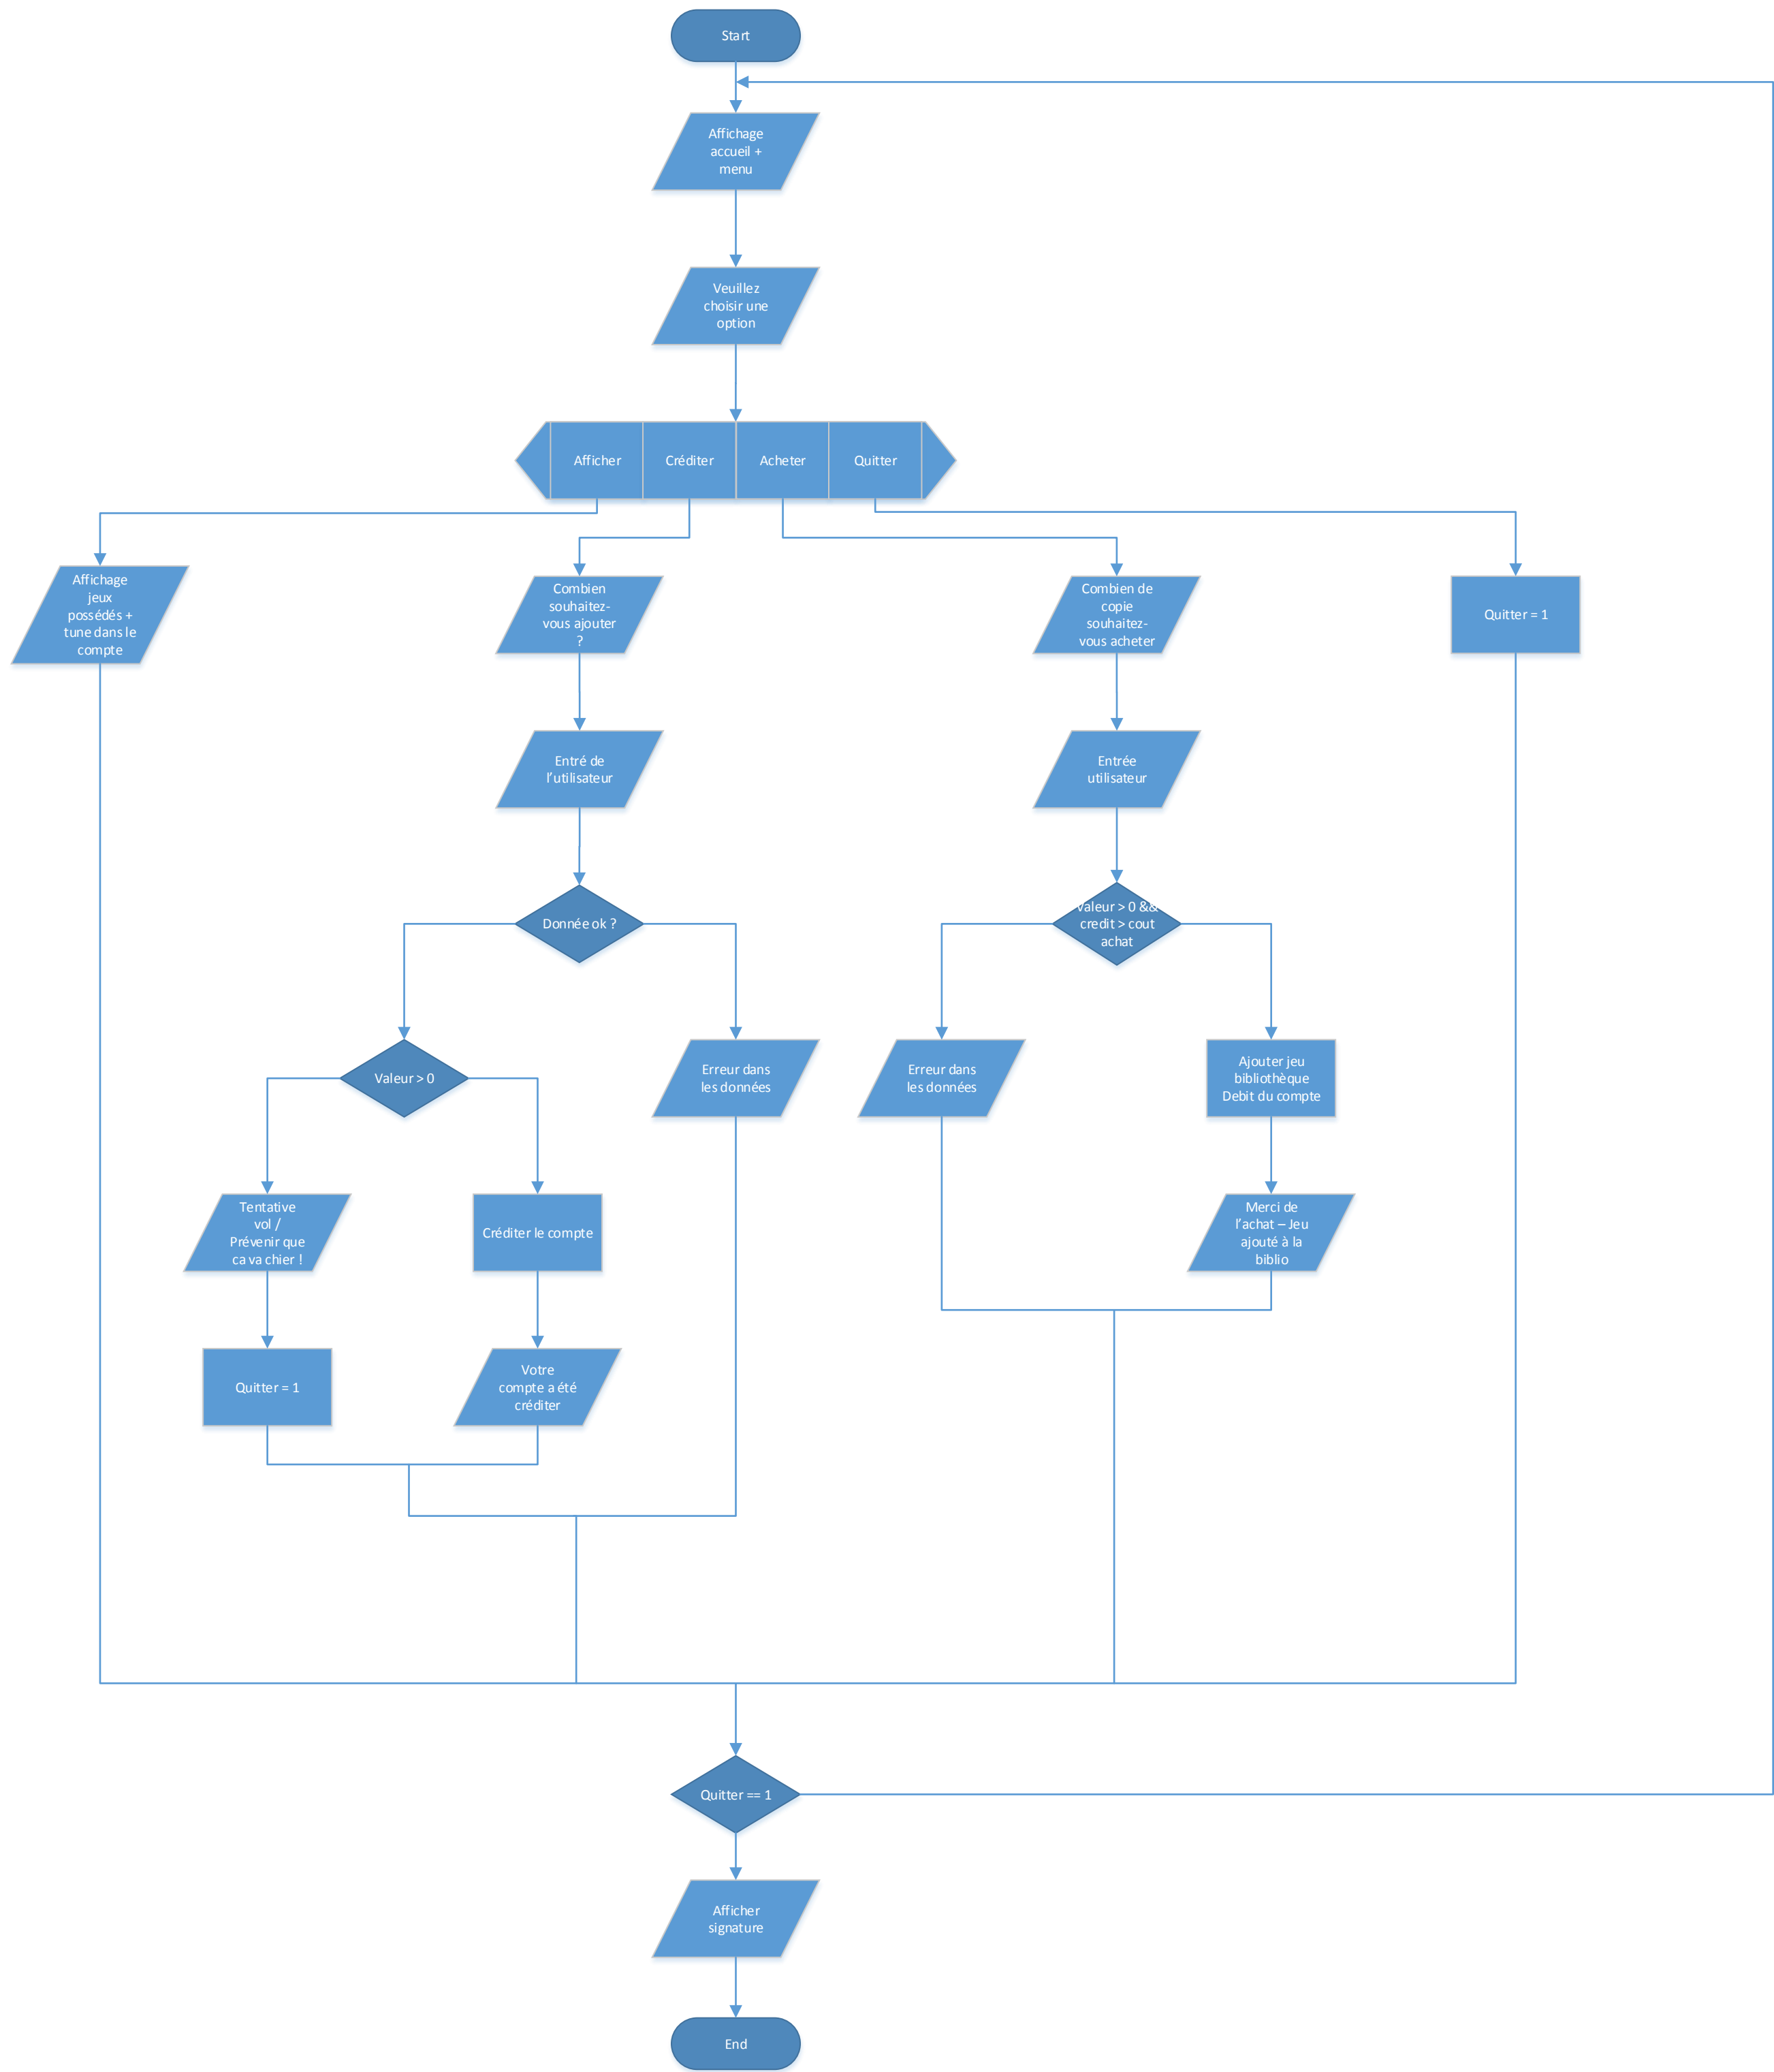 Start
Affichage
accueil +
menu
Veuillez
choisir une
option
Afficher
Créditer
Acheter
Quitter
Affichage
jeux
possédés +
tune dans le
compte
Combien
souhaitez-
vous ajouter
?
Combien de
copie
souhaitez-
vous acheter
Quitter = 1
Entré de
l’utilisateur
Entrée
utilisateur
Donnée ok ?
Valeur > 0 &&
credit > cout
achat
Valeur > 0
Erreur dans
les données
Erreur dans
les données
Ajouter jeu
bibliothèque
Debit du compte
Tentative
vol /
Prévenir que
ca va chier !
Créditer le compte
Merci de
l’achat – Jeu
ajouté à la
biblio
Quitter = 1
Votre
compte a été
créditer
Quitter == 1
Afficher
signature
End